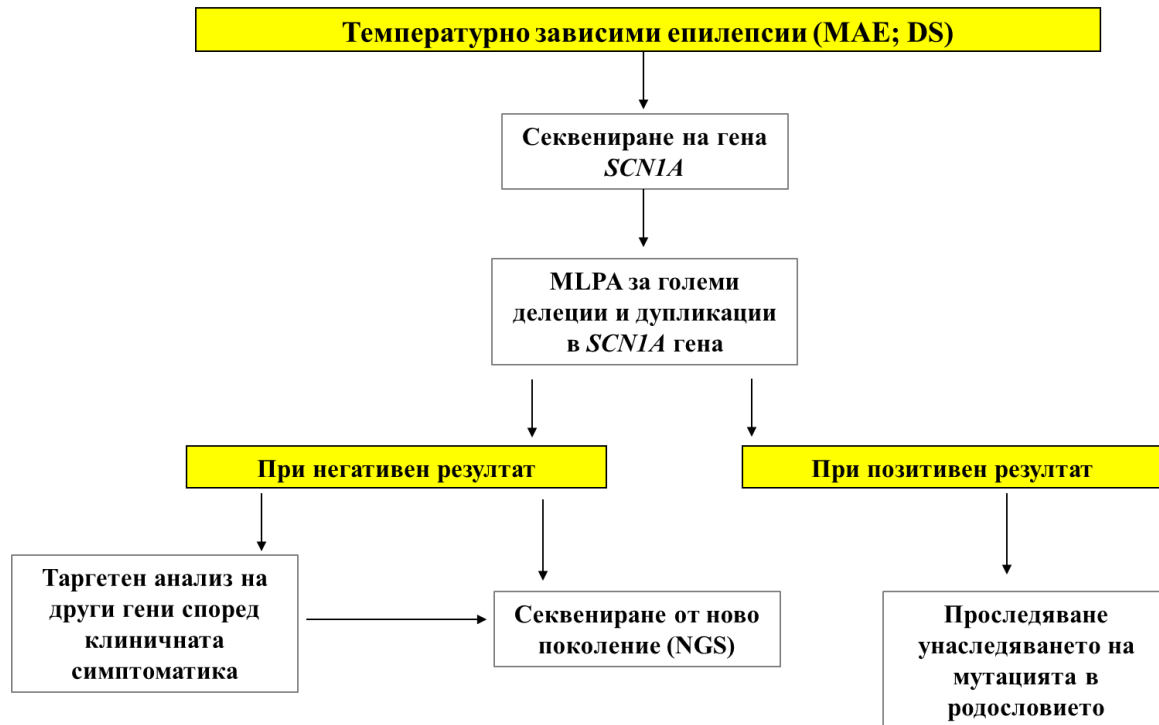 Температурно зависими епилепсии (МАЕ; DS)
Секвениране на гена
SCN1A
MLPA за големи
делеции и дупликации
в SCN1A гена
При негативен резултат
При позитивен резултат
Таргетен анализ на
други гени според
клиничната
симптоматика
Секвениране от ново
поколение (NGS)
Проследяване
унаследяването на
мутацията в
родословието